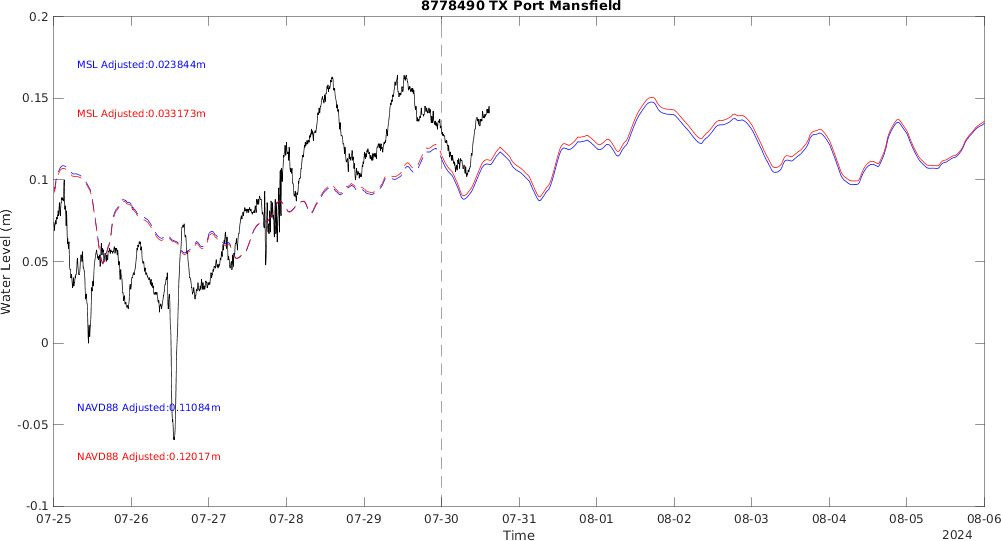 8778490 TX Port Mansfield
0.2
MSL Adjusted:0.023844m
0.15
MSL Adjusted:0.033173m
0.1
0.05
Water Level (m)
0
NAVD88 Adjusted:0.11084m
-0.05
NAVD88 Adjusted:0.12017m
-0.1
07-25 07-26 07-27 07-28 07-29 07-30 07-31 08-01 08-02 08-03 08-04 08-05 08-06
Time
2024